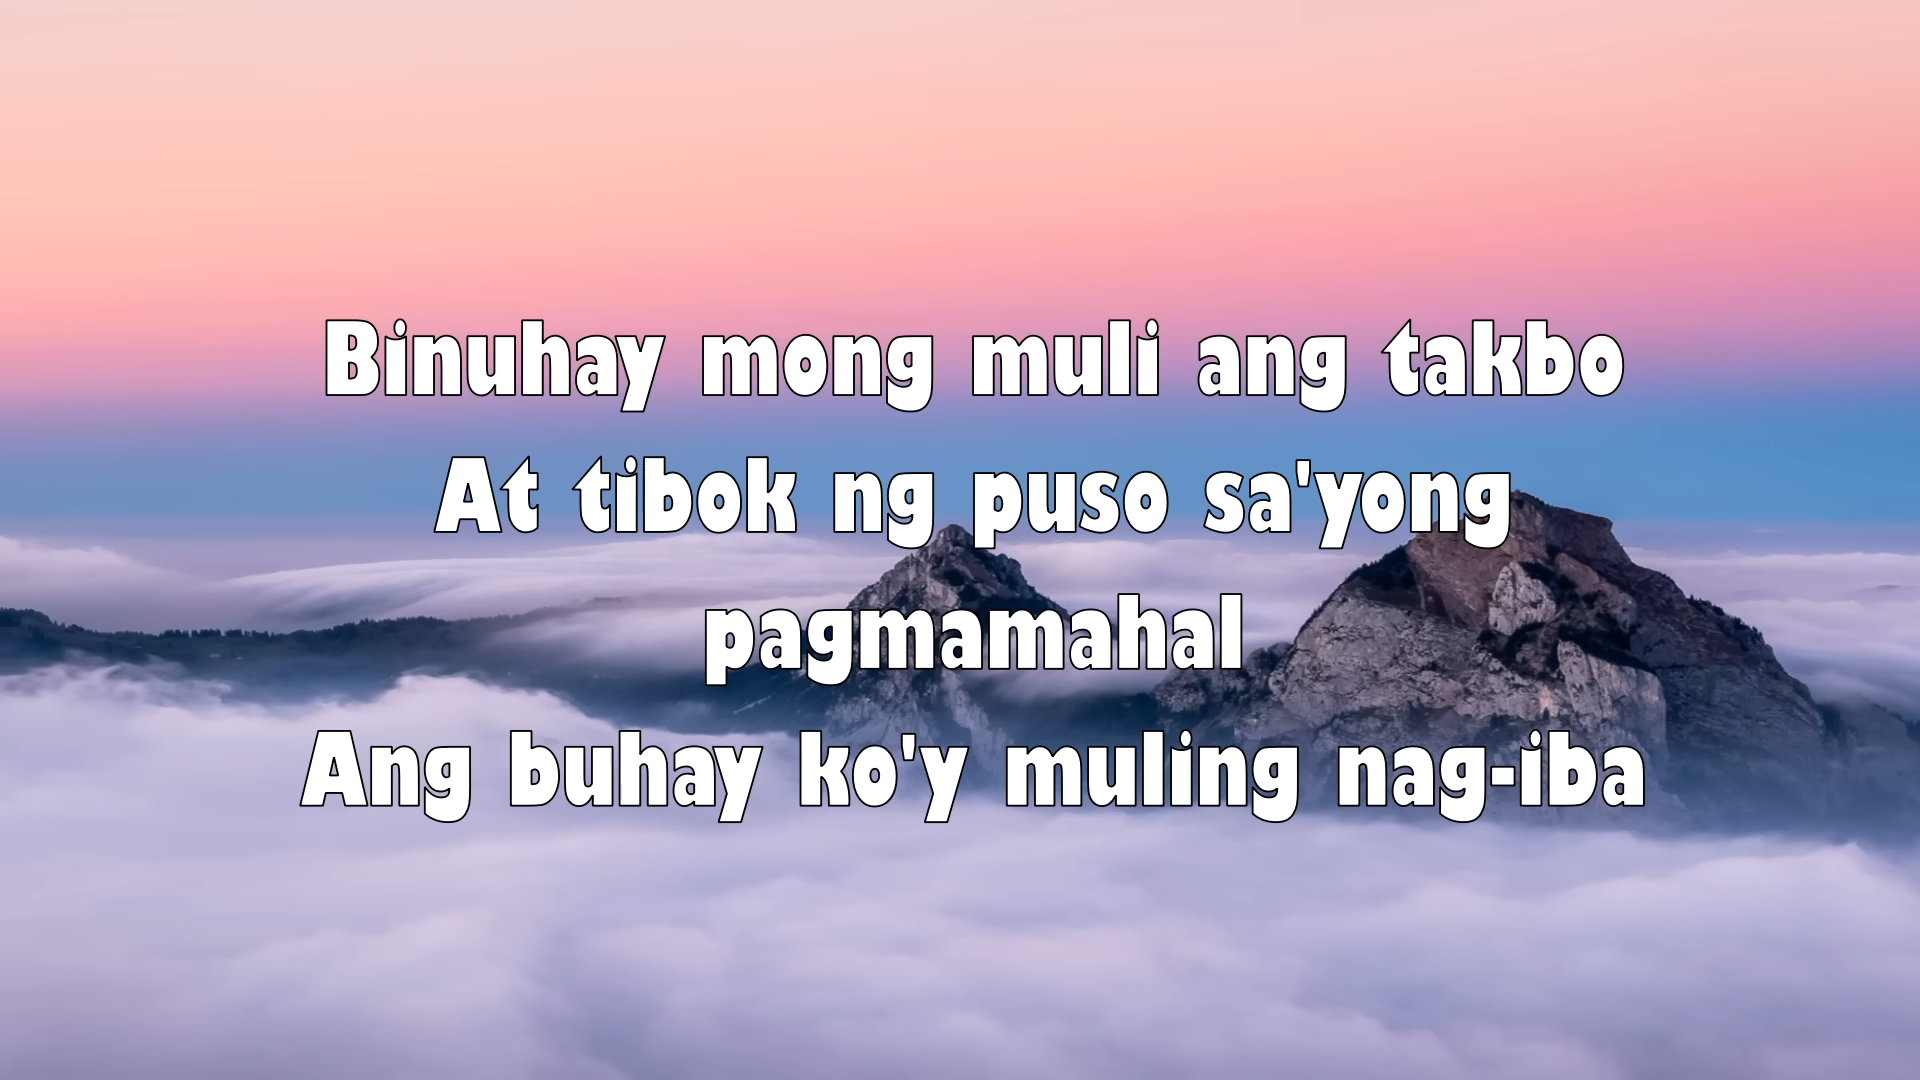 Binuhay mong muli ang takbo
At tibok ng puso sa'yong
pagmamahal
Ang buhay ko'y muling nag-iba